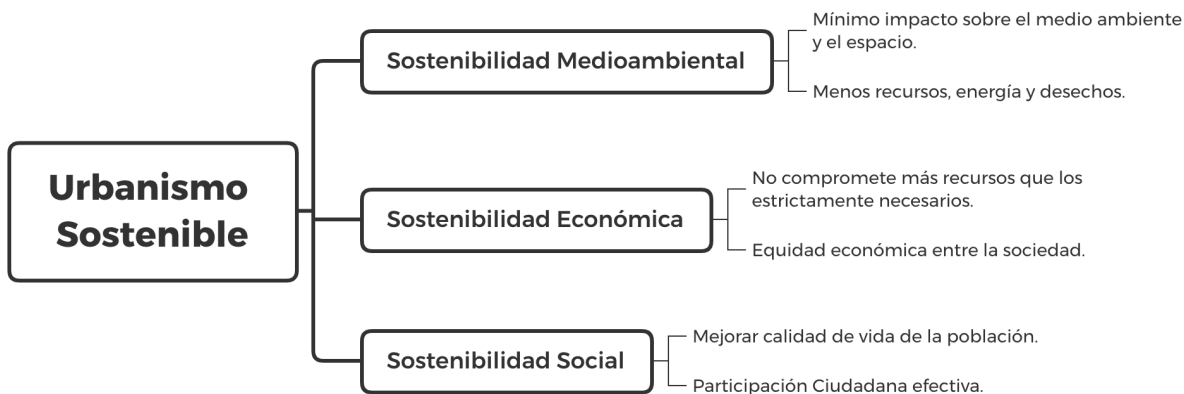 Urbanismo
Sostenible
Sostenibilidad Medioambiental
Mínimo impacto sobre el medio ambiente
y el espacio.
Menos recursos, energía y desechos.
Sostenibilidad Económica
No compromete más recursos que los
estrictamente necesarios.
Equidad económica entre la sociedad.
Sostenibilidad Social
Mejorar calidad de vida de la población.
Participación Ciudadana efectiva.